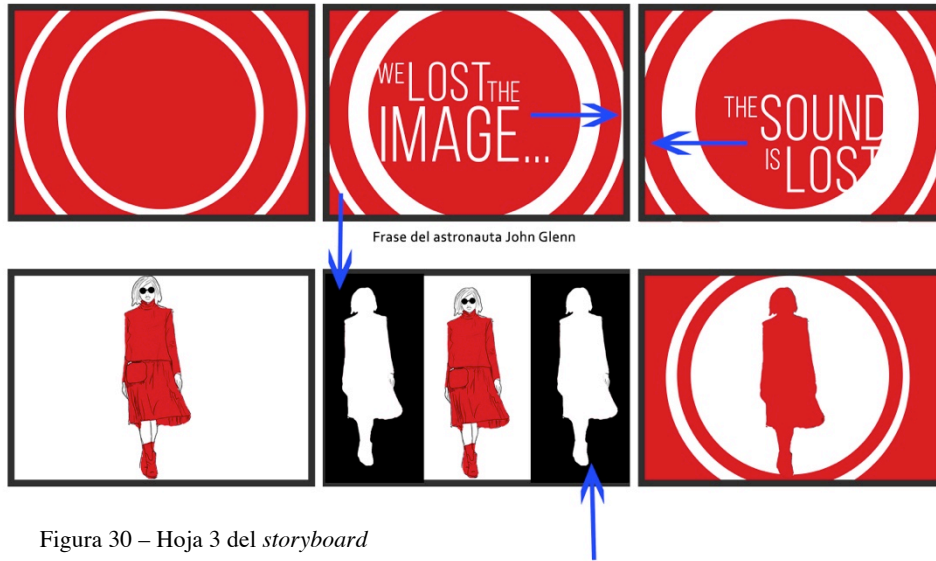 WE LOST THE
IMAGE...
THE SOUND
IS LOST
Frase del astronauta John Glenn
Figura 30 – Hoja 3 del storyboard